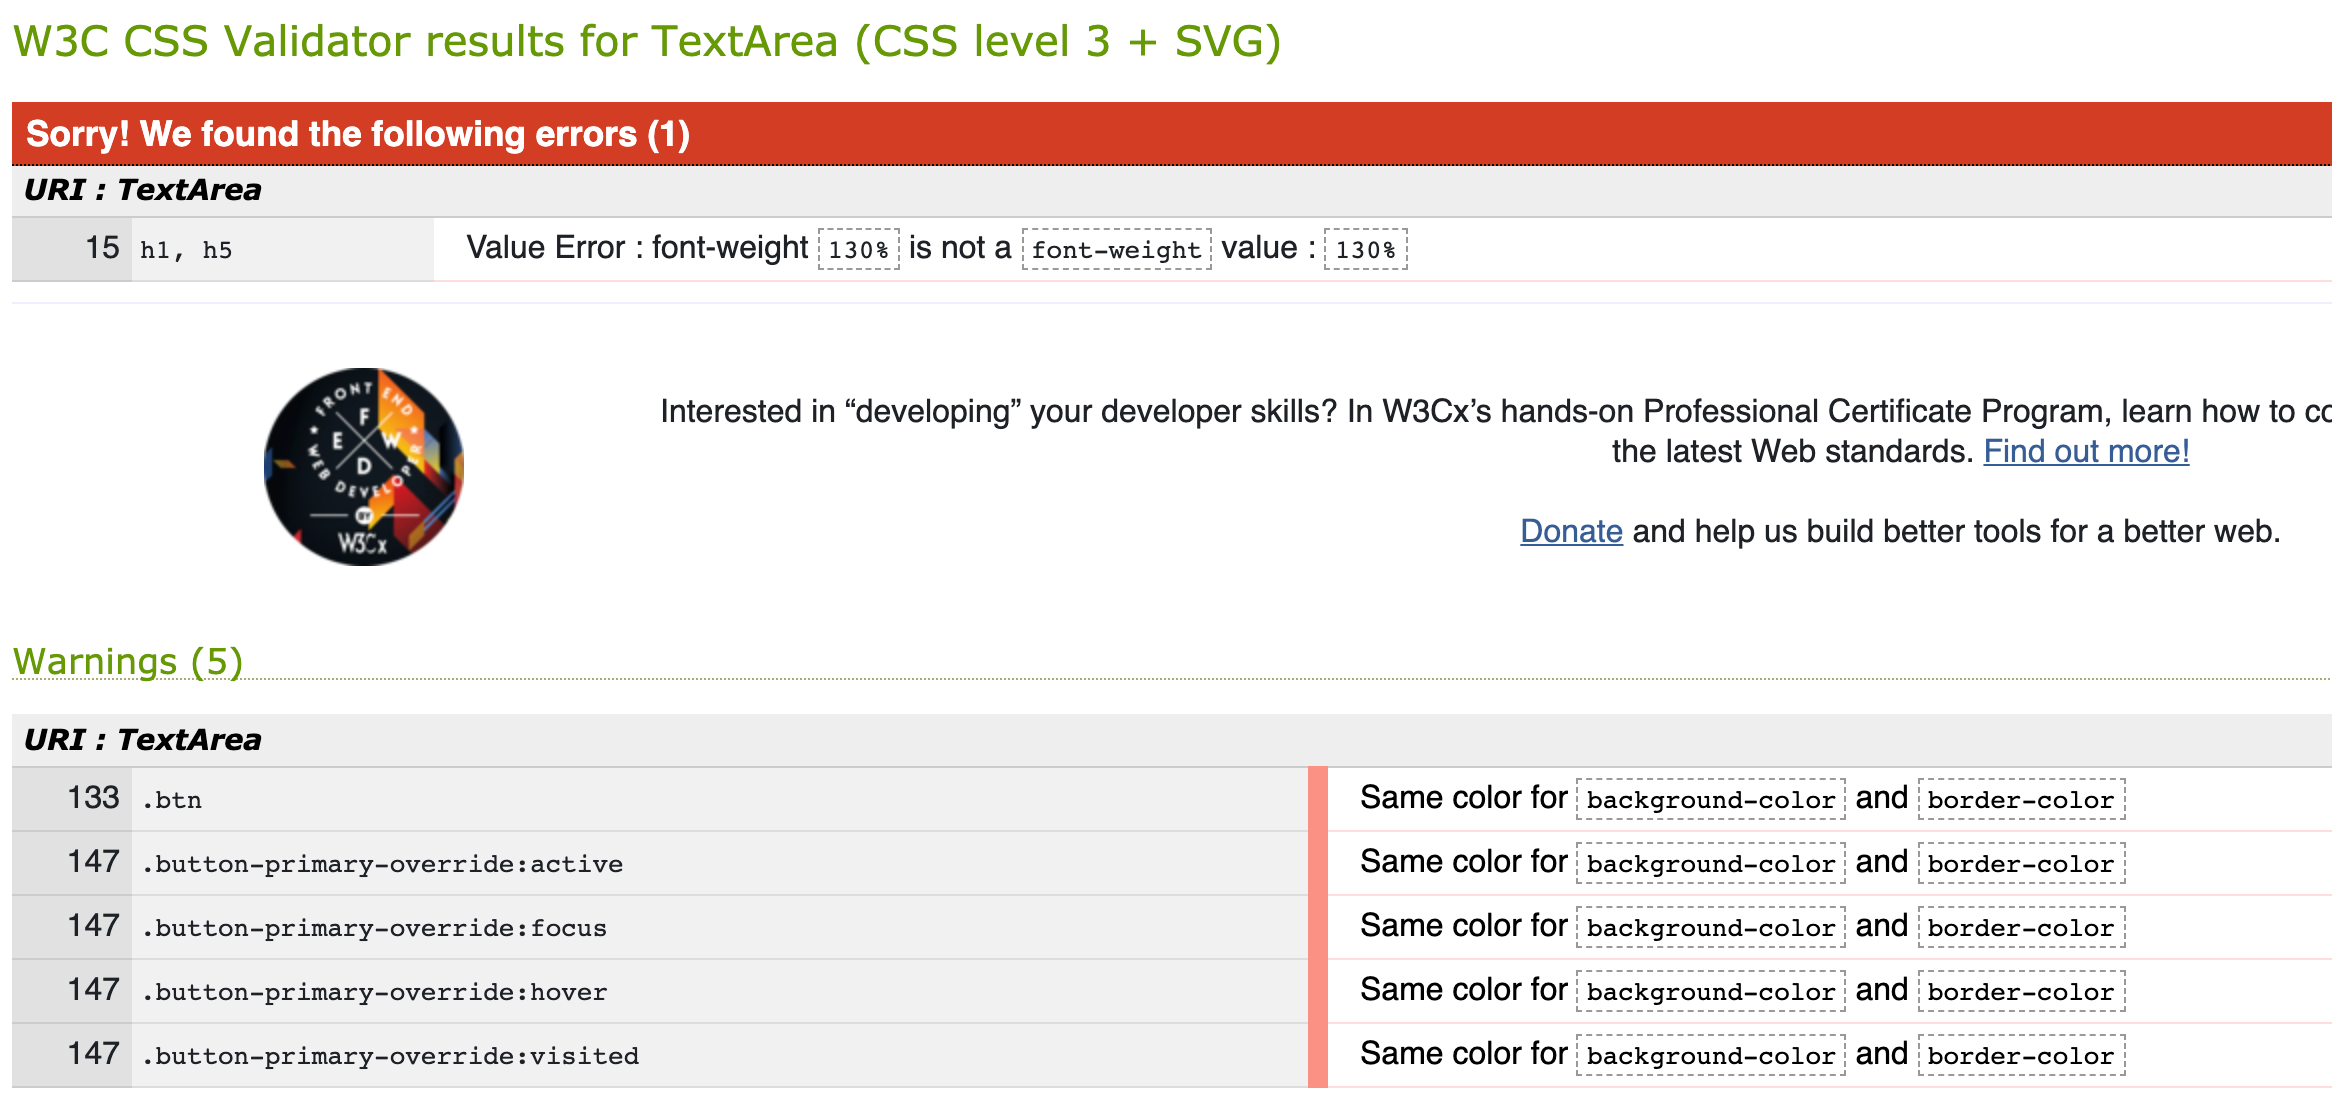 W3C CSS Validator results for TextArea (CSS level 3 + SVG)
Sorry! We found the following errors (1)
URI : TextArea
15 h1, h5 Value Error : font-weight 130% is not a font-weight value : 130%
FRONT END
WEB DEVELOPER
F
E W
D
BY
W3Cx
Interested in “developing” your developer skills? In W3Cx’s hands-on Professional Certificate Program, learn how to co
the latest Web standards. Find out more!
Donate and help us build better tools for a better web.
Warnings (5)
URI : TextArea
133 .btn Same color for background-color and border-color
147 .button-primary-override:active Same color for background-color and border-color
147 .button-primary-override:focus Same color for background-color and border-color
147 .button-primary-override:hover Same color for background-color and border-color
147 .button-primary-override:visited Same color for background-color and border-color